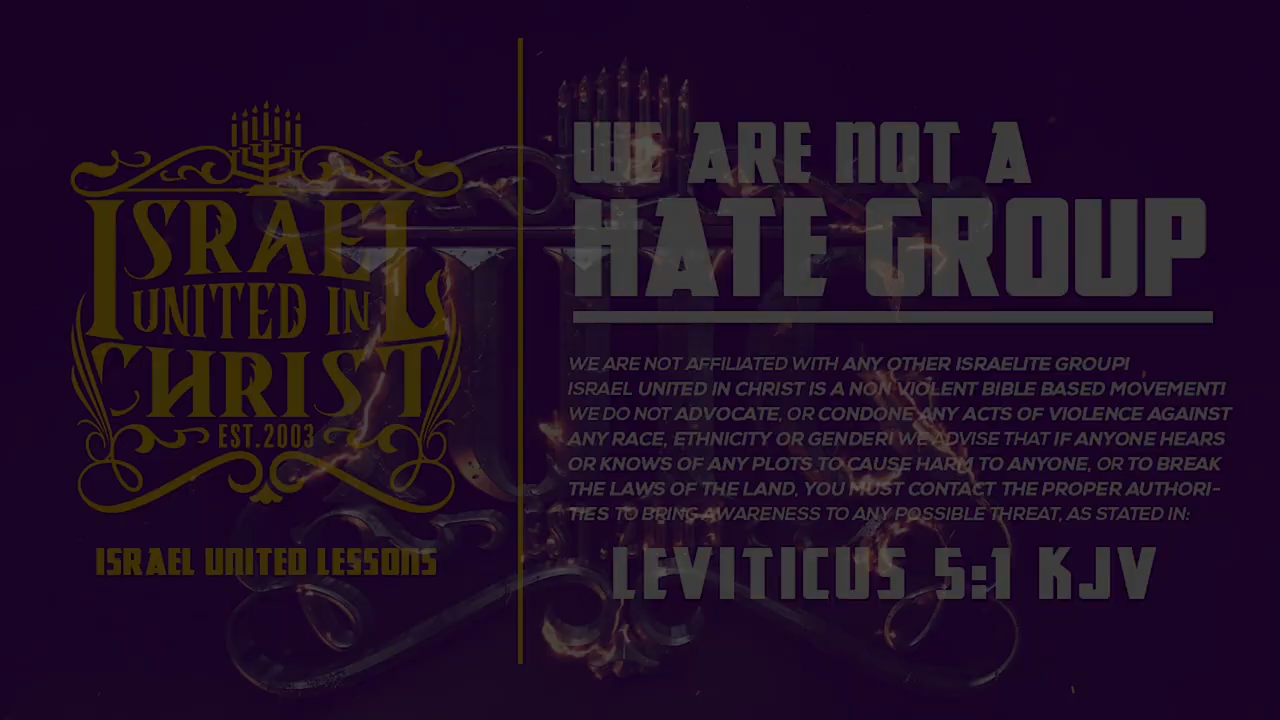 ISRAEL
UNITED IN
CHRIST
EST.2003
ISRAEL UNITED LESSONS
WE ARE NOT A
HATE GROUP
WE ARE NOT AFFILIATED WITH ANY OTHER ISRAELITE GROUP!
ISRAEL UNITED IN CHRIST IS A NON VIOLENT BIBLE BASED MOVEMENT!
WE DO NOT ADVOCATE, OR CONDONE ANY ACTS OF VIOLENCE AGAINST
ANY RACE, ETHNICITY OR GENDER! WE ADVISE THAT IF ANYONE HEARS
OR KNOWS OF ANY PLOTS TO CAUSE HARM TO ANYONE, OR TO BREAK
THE LAWS OF THE LAND, YOU MUST CONTACT THE PROPER AUTHORI-
TIES TO BRING AWARENESS TO ANY POSSIBLE THREAT, AS STATED IN:
LEVITICUS 5:1 KJV